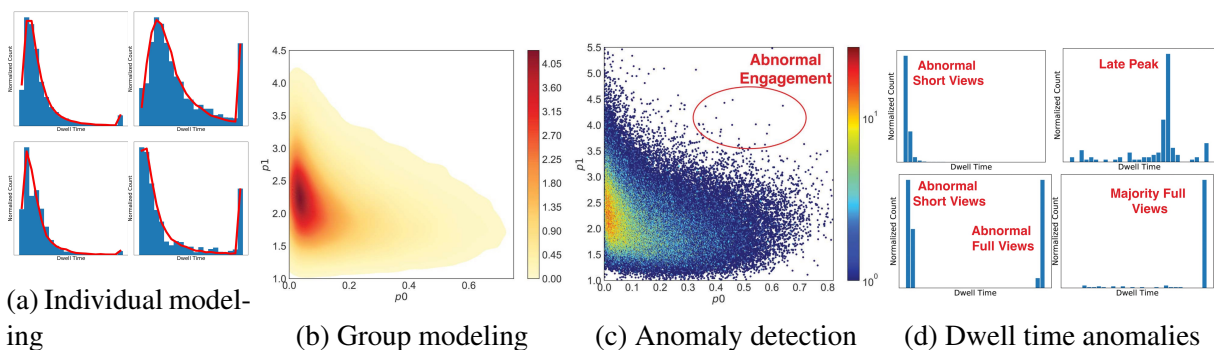 Normalized Count
Dwell Time
Dwell Time
Normalized Count
Dwell Time
Dwell Time
(a) Individual model-
ing
4.5
4.0
3.5
3.0
2.5
2.0
1.5
1.0
p1
0.0 0.2 0.4 0.6
p0
4.05
3.60
3.15
2.70
2.25
1.80
1.35
0.90
0.45
0.00
(b) Group modeling
5.5
5.0
4.5
4.0
3.5
3.0
2.5
2.0
1.5
1.0
p1
Abnormal
Engagement
0.0 0.1 0.2 0.3 0.4 0.5 0.6 0.7 0.8
p0
10¹
10⁰
(c) Anomaly detection
Normalized Count
Abnormal
Short Views
Dwell Time
Normalized Count
Late Peak
Dwell Time
Normalized Count
Abnormal
Short Views
Abnormal
Full Views
Dwell Time
Normalized Count
Majority Full
Views
Dwell Time
(d) Dwell time anomalies